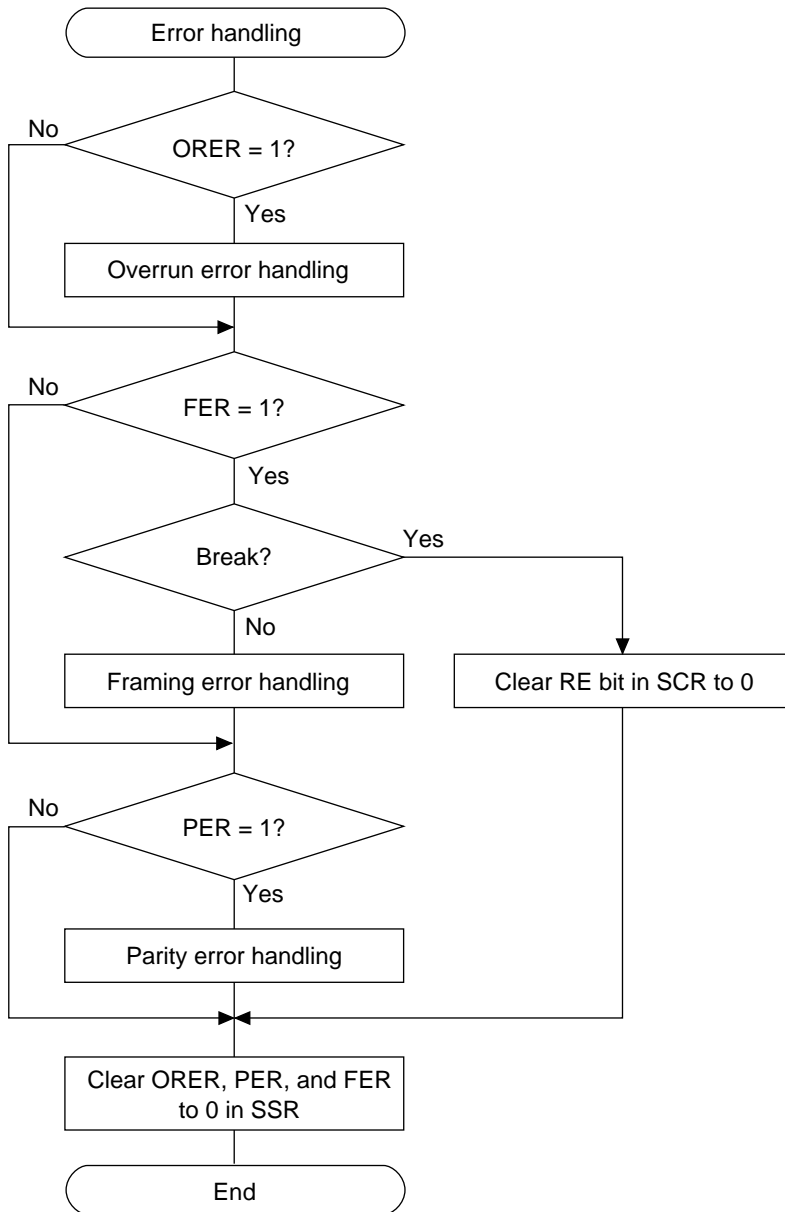 Error handling
No
ORER = 1?
Yes
Overrun error handling
No
FER = 1?
Yes
Break?
Yes
No
Framing error handling
Clear RE bit in SCR to 0
No
PER = 1?
Yes
Parity error handling
Clear ORER, PER, and FER
to 0 in SSR
End